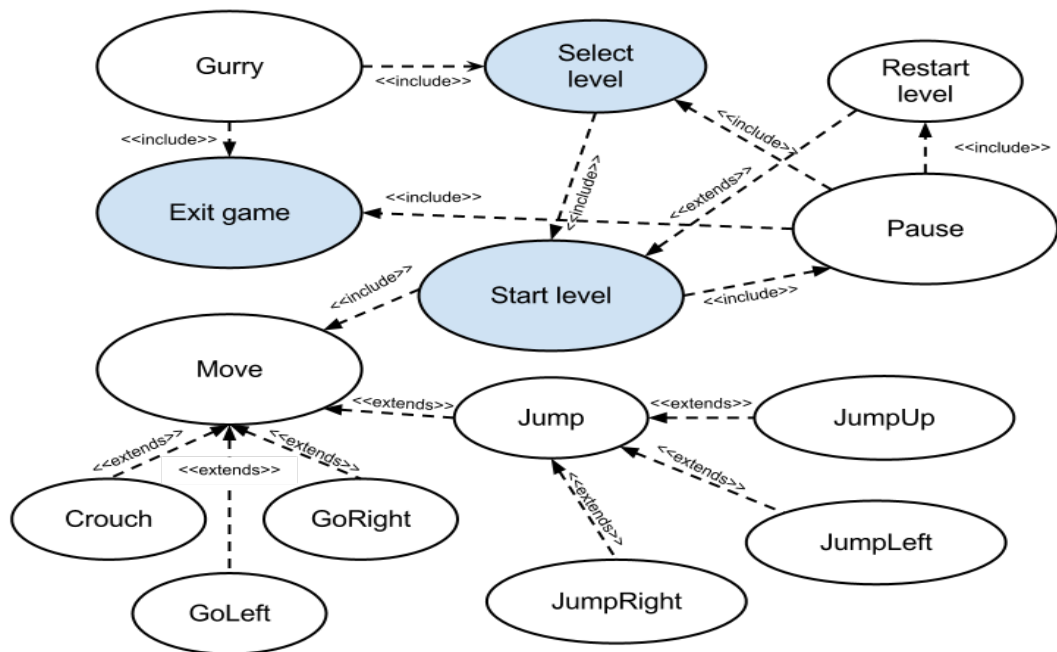 Gurry
Select
level
Restart
level
<<include>>
<<include>>
<<include>>
<<include>>
<<include>>
<<include>>
<<extends>>
Exit game
Pause
Start level
<<include>>
<<include>>
Move
<<extends>>
Jump
<<extends>>
JumpUp
<<extends>>
<<extends>>
<<extends>>
<<extends>>
<<extends>>
Crouch
GoRight
JumpLeft
GoLeft
JumpRight